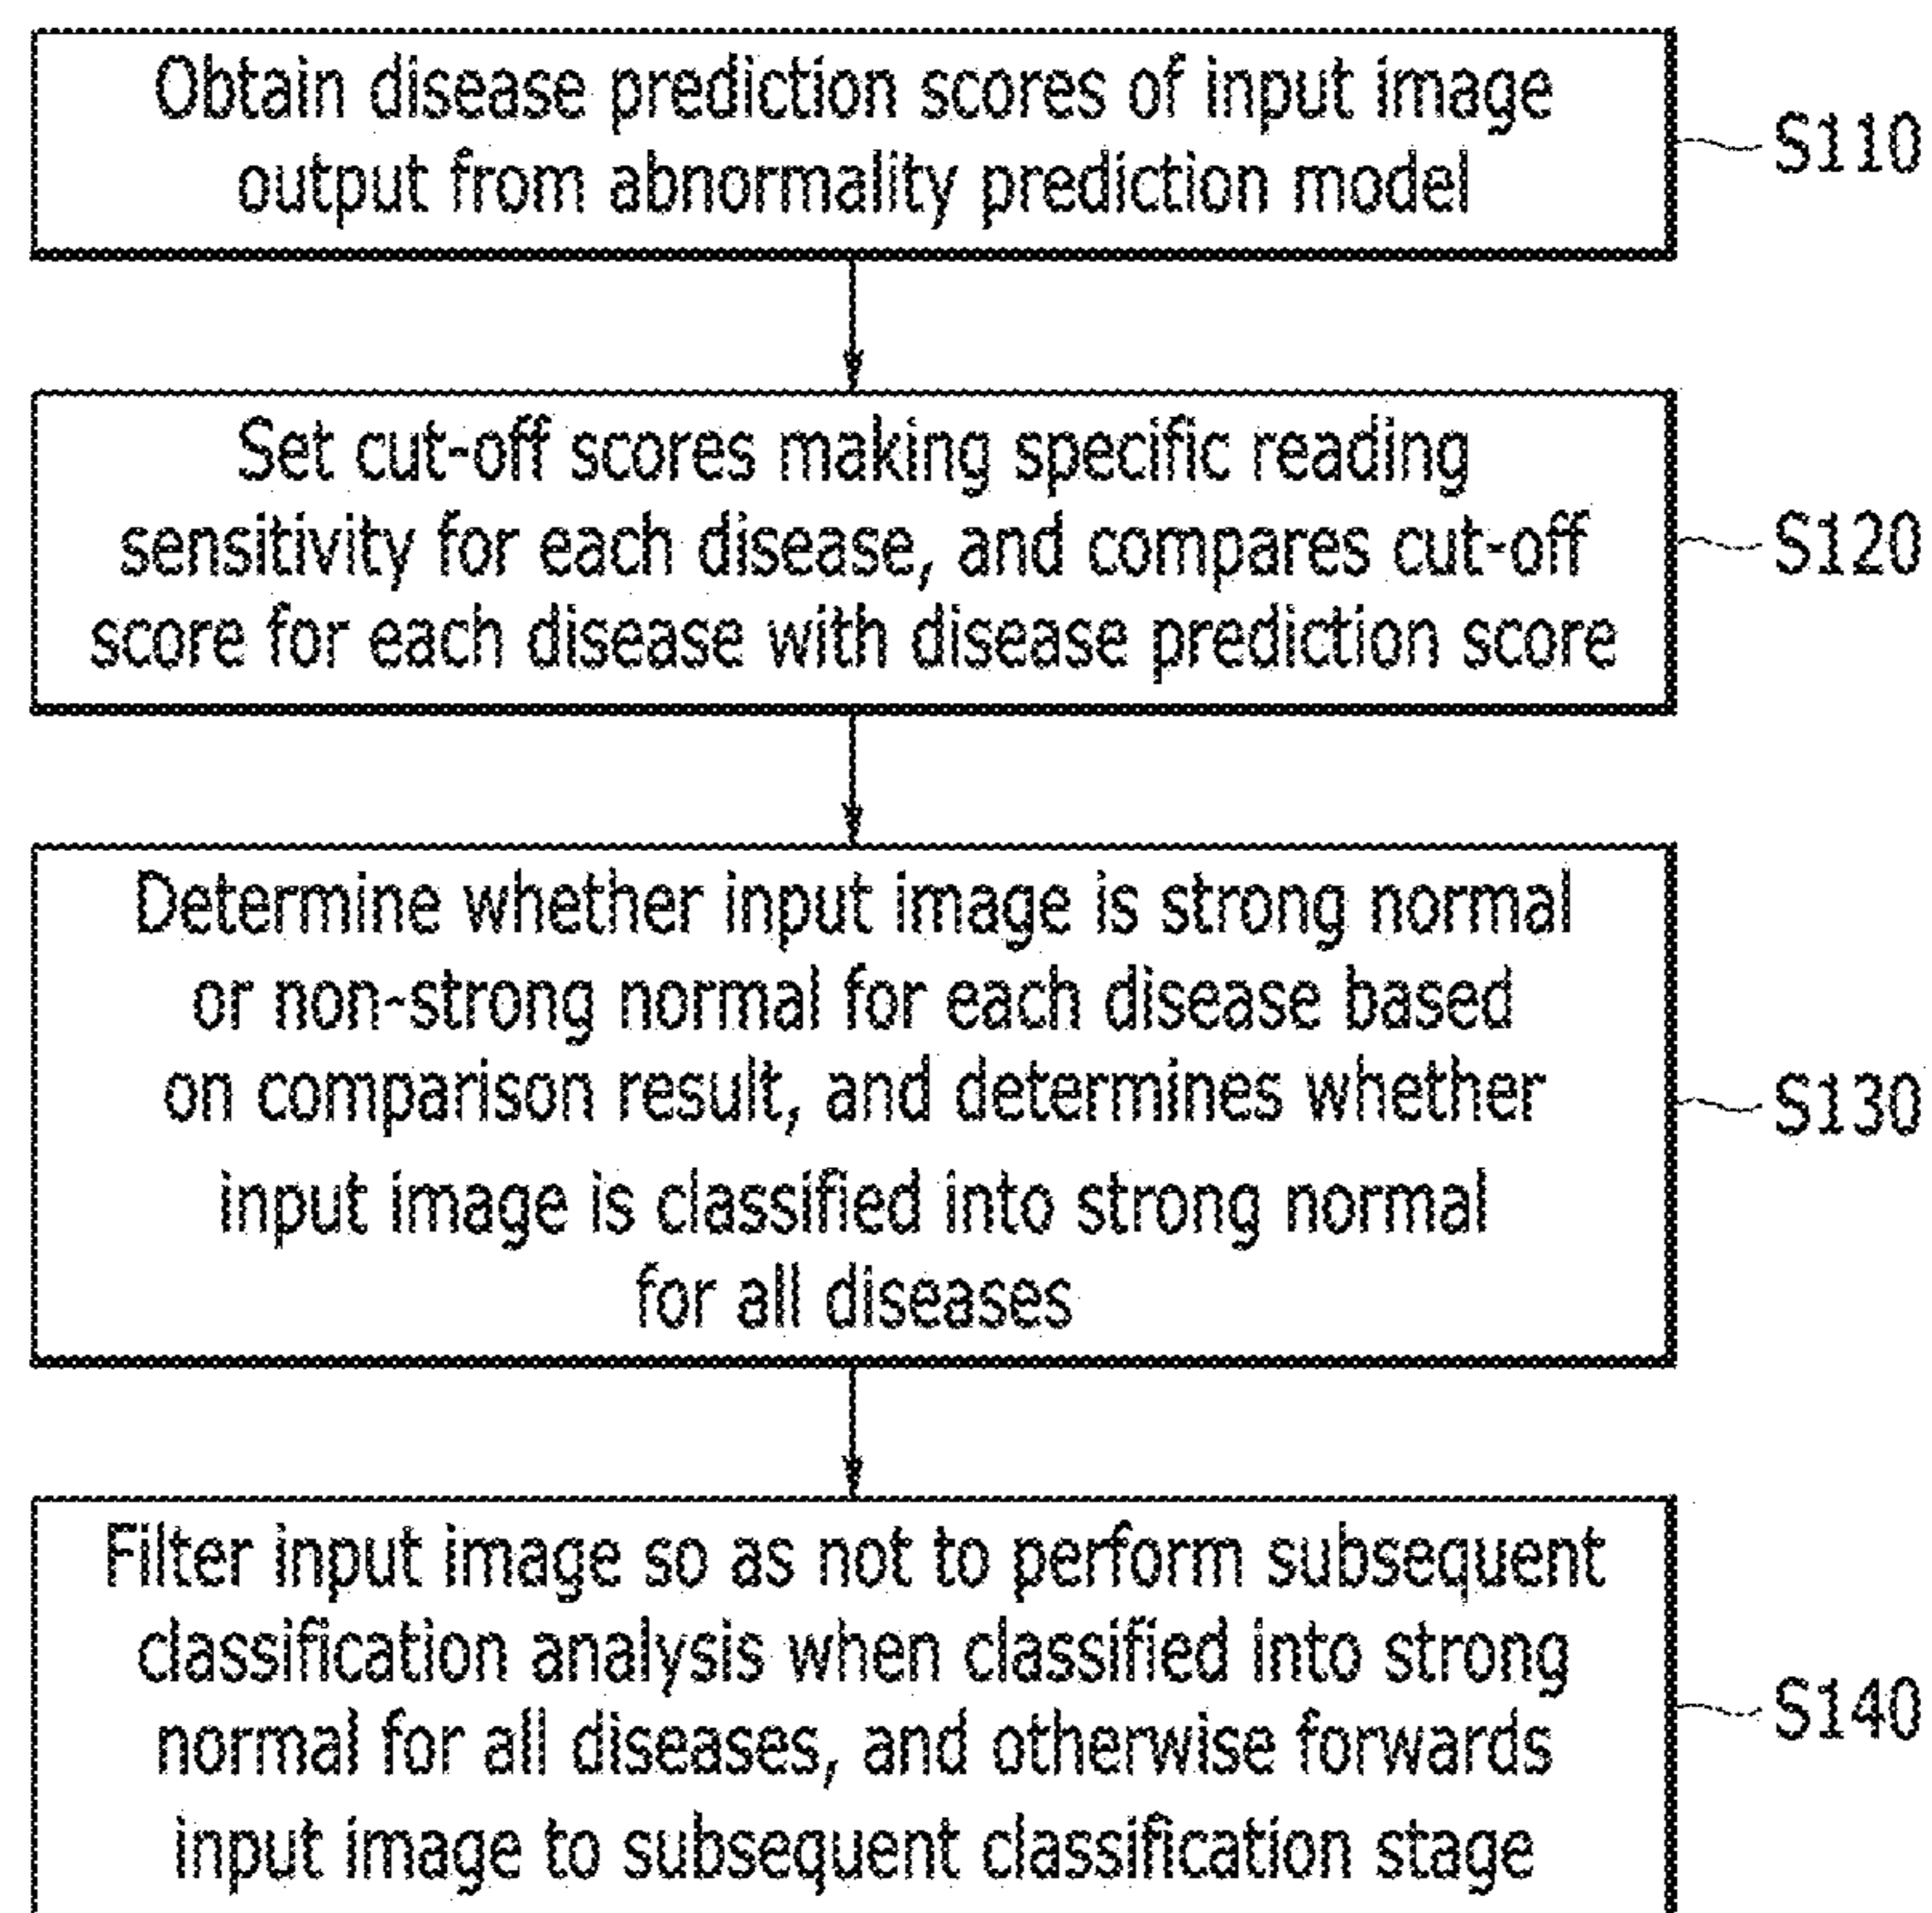 Obtain disease prediction scores of input image
output from abnormality prediction model
S110
Set cut-off scores making specific reading
sensitivity for each disease, and compares cut-off
score for each disease with disease prediction score
S120
Determine whether input image is strong normal
or non-strong normal for each disease based
on comparison result, and determines whether
input image is classified into strong normal
for all diseases
S130
Filter input image so as not to perform subsequent
classification analysis when classified into strong
normal for all diseases, and otherwise forwards
input image to subsequent classification stage
S140